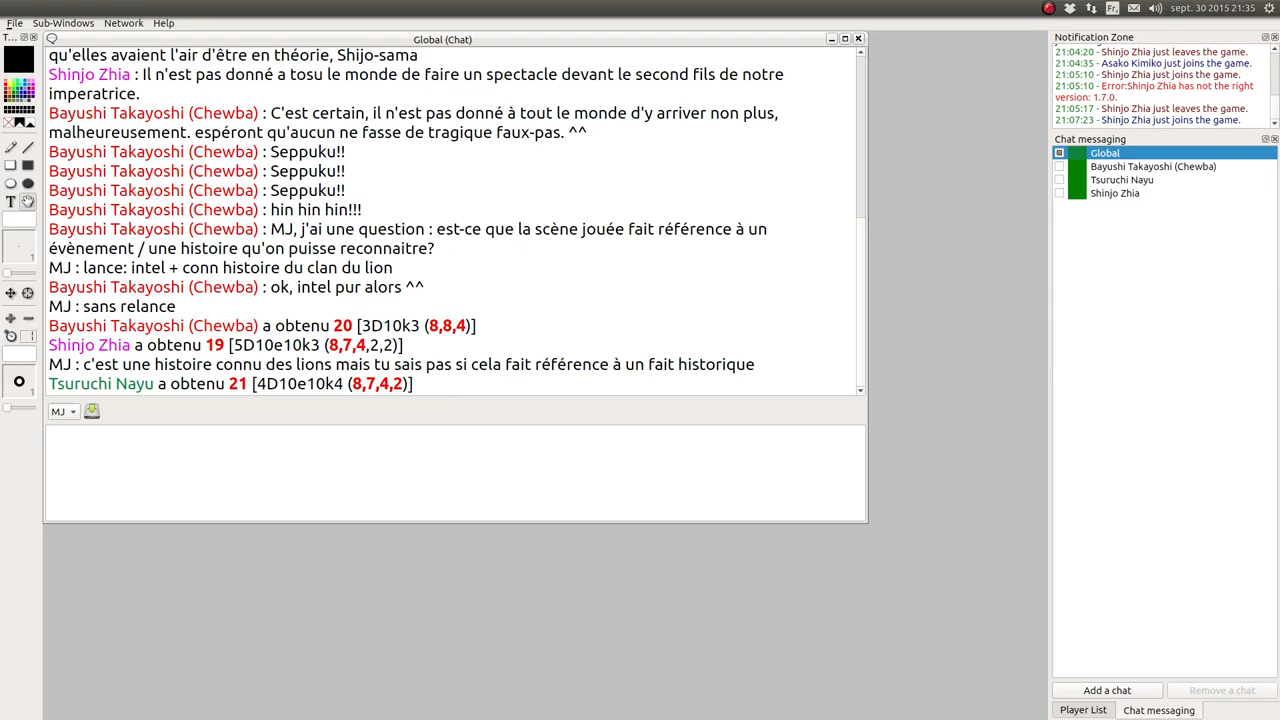 Fr,
sept. 30 2015 21:35
File Sub-Windows Network Help
T...
Global (Chat)
qu'elles avaient l'air d'être en théorie, Shijo-sama
Shinjo Zhia : Il n'est pas donné a tosu le monde de faire un spectacle devant le second fils de notre
imperatrice.
Bayushi Takayoshi (Chewba) : C'est certain, il n'est pas donné à tout le monde d'y arriver non plus,
malheureusement. espéront qu'aucun ne fasse de tragique faux-pas. ^^
Bayushi Takayoshi (Chewba) : Seppuku!!
Bayushi Takayoshi (Chewba) : Seppuku!!
Bayushi Takayoshi (Chewba) : Seppuku!!
Bayushi Takayoshi (Chewba) : hin hin hin!!!
Bayushi Takayoshi (Chewba) : MJ, j'ai une question : est-ce que la scène jouée fait référence à un
évènement / une histoire qu'on puisse reconnaitre?
MJ : lance: intel + conn histoire du clan du lion
Bayushi Takayoshi (Chewba) : ok, intel pur alors ^^
MJ : sans relance
Bayushi Takayoshi (Chewba) a obtenu 20 [3D10k3 (8,8,4)]
Shinjo Zhia a obtenu 19 [5D10e10k3 (8,7,4,2,2)]
MJ : c'est une histoire connu des lions mais tu sais pas si cela fait référence à un fait historique
Tsuruchi Nayu a obtenu 21 [4D10e10k4 (8,7,4,2)]
MJ
T
1
1
1
Notification Zone
21:04:20 - Shinjo Zhia just leaves the game.
21:04:35 - Asako Kimiko just joins the game.
21:05:10 - Shinjo Zhia just leaves the game.
21:05:10 - Error:Shinjo Zhia has not the right
version: 1.7.0.
21:05:17 - Shinjo Zhia just leaves the game.
21:07:23 - Shinjo Zhia just joins the game.
Chat messaging
Global
Bayushi Takayoshi (Chewba)
Tsuruchi Nayu
Shinjo Zhia
Add a chat
Remove a chat
Player List
Chat messaging